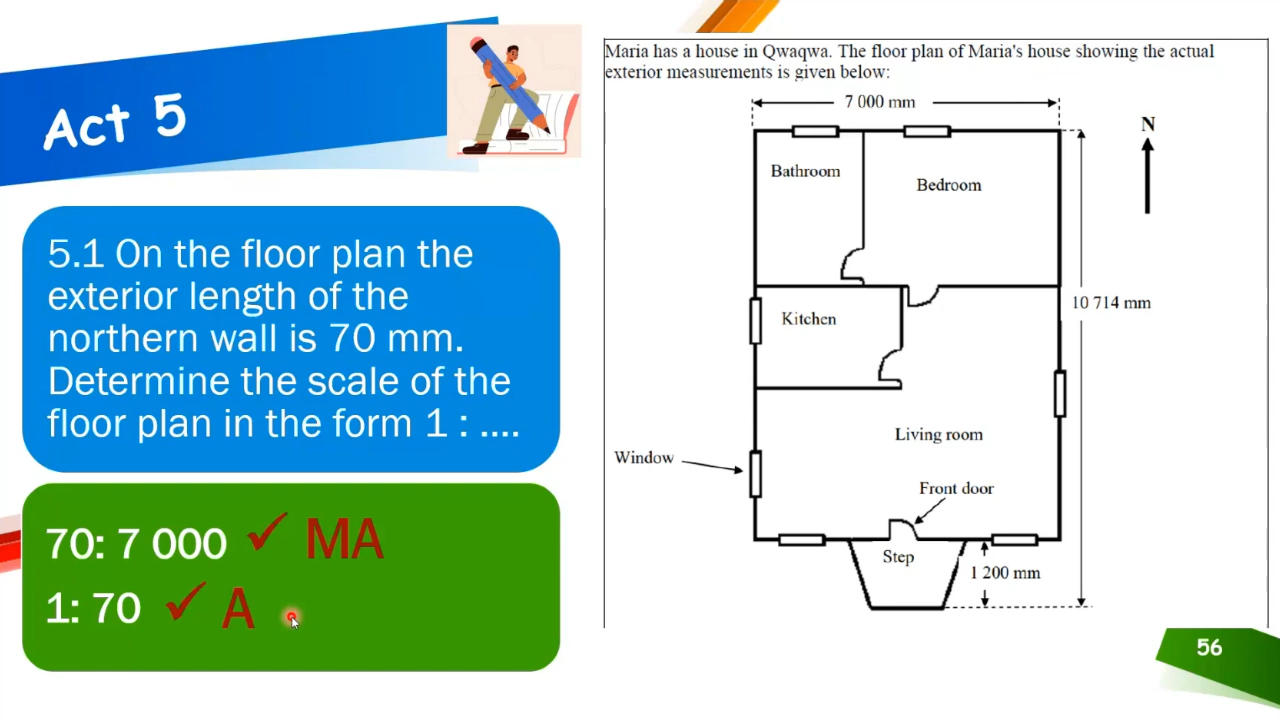 Act 5
5.1 On the floor plan the
exterior length of the
northern wall is 70 mm.
Determine the scale of the
floor plan in the form 1 : ....
70: 7 000 ✓ MA
1: 70 ✓ A
Maria has a house in Qwaqwa. The floor plan of Maria's house showing the actual
exterior measurements is given below:
7 000 mm
N
Bathroom
Bedroom
10 714 mm
Kitchen
Living room
Window
Front door
Step
1 200 mm
56